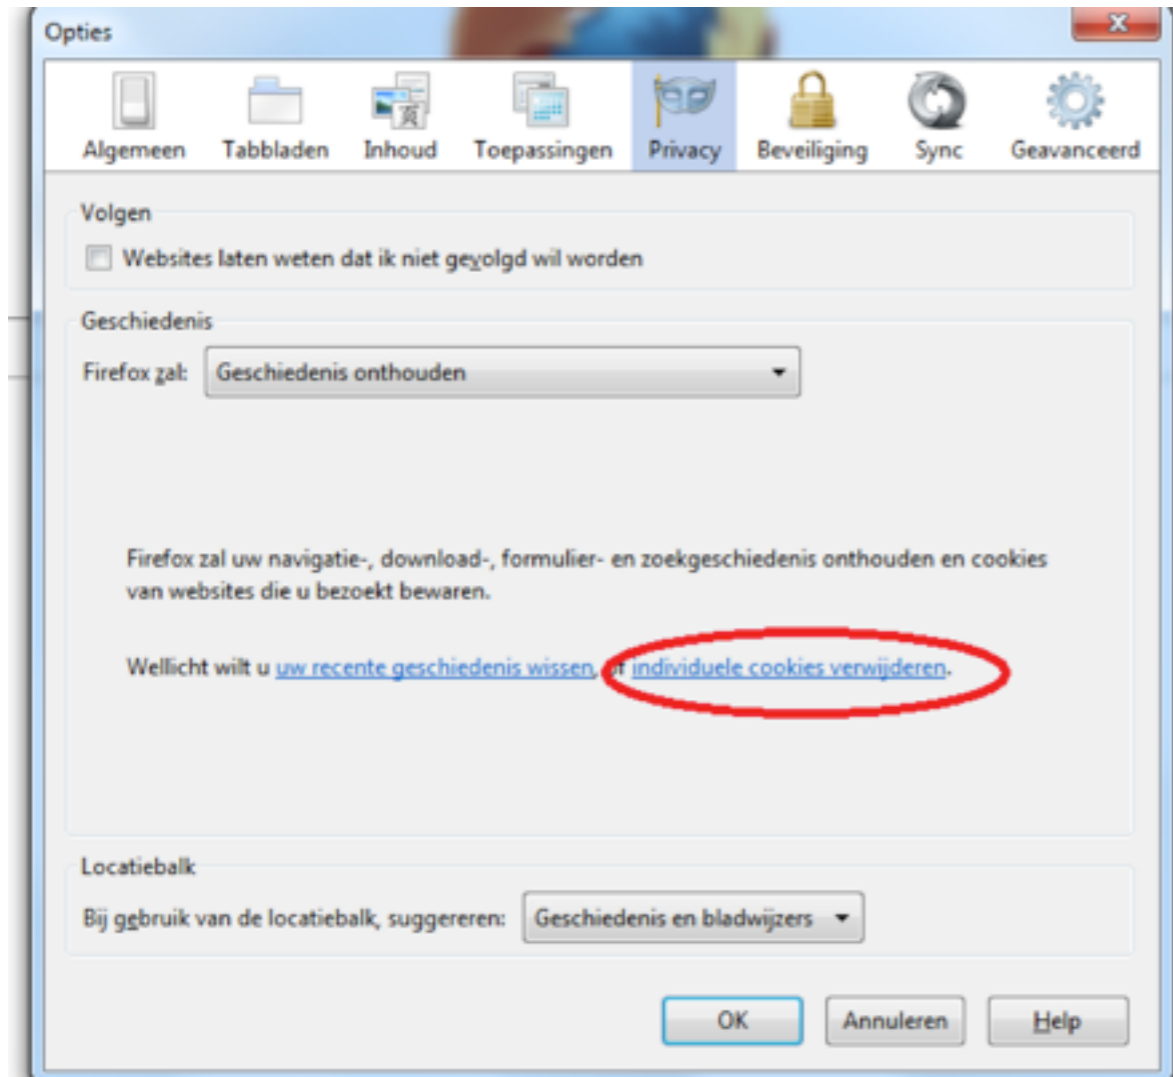 Opties
Algemeen Tabbladen Inhoud Toepassingen Privacy Beveiliging Sync Geavanceerd
Volgen
Websites laten weten dat ik niet gevolgd wil worden
Geschiedenis
Firefox zal: Geschiedenis onthouden
Firefox zal uw navigatie-, download-, formulier- en zoekgeschiedenis onthouden en cookies
van websites die u bezoekt bewaren.
Wellicht wilt u uw recente geschiedenis wissen, of individuele cookies verwijderen.
Locatiebalk
Bij gebruik van de locatiebalk, suggereren: Geschiedenis en bladwijzers
OK Annuleren Help